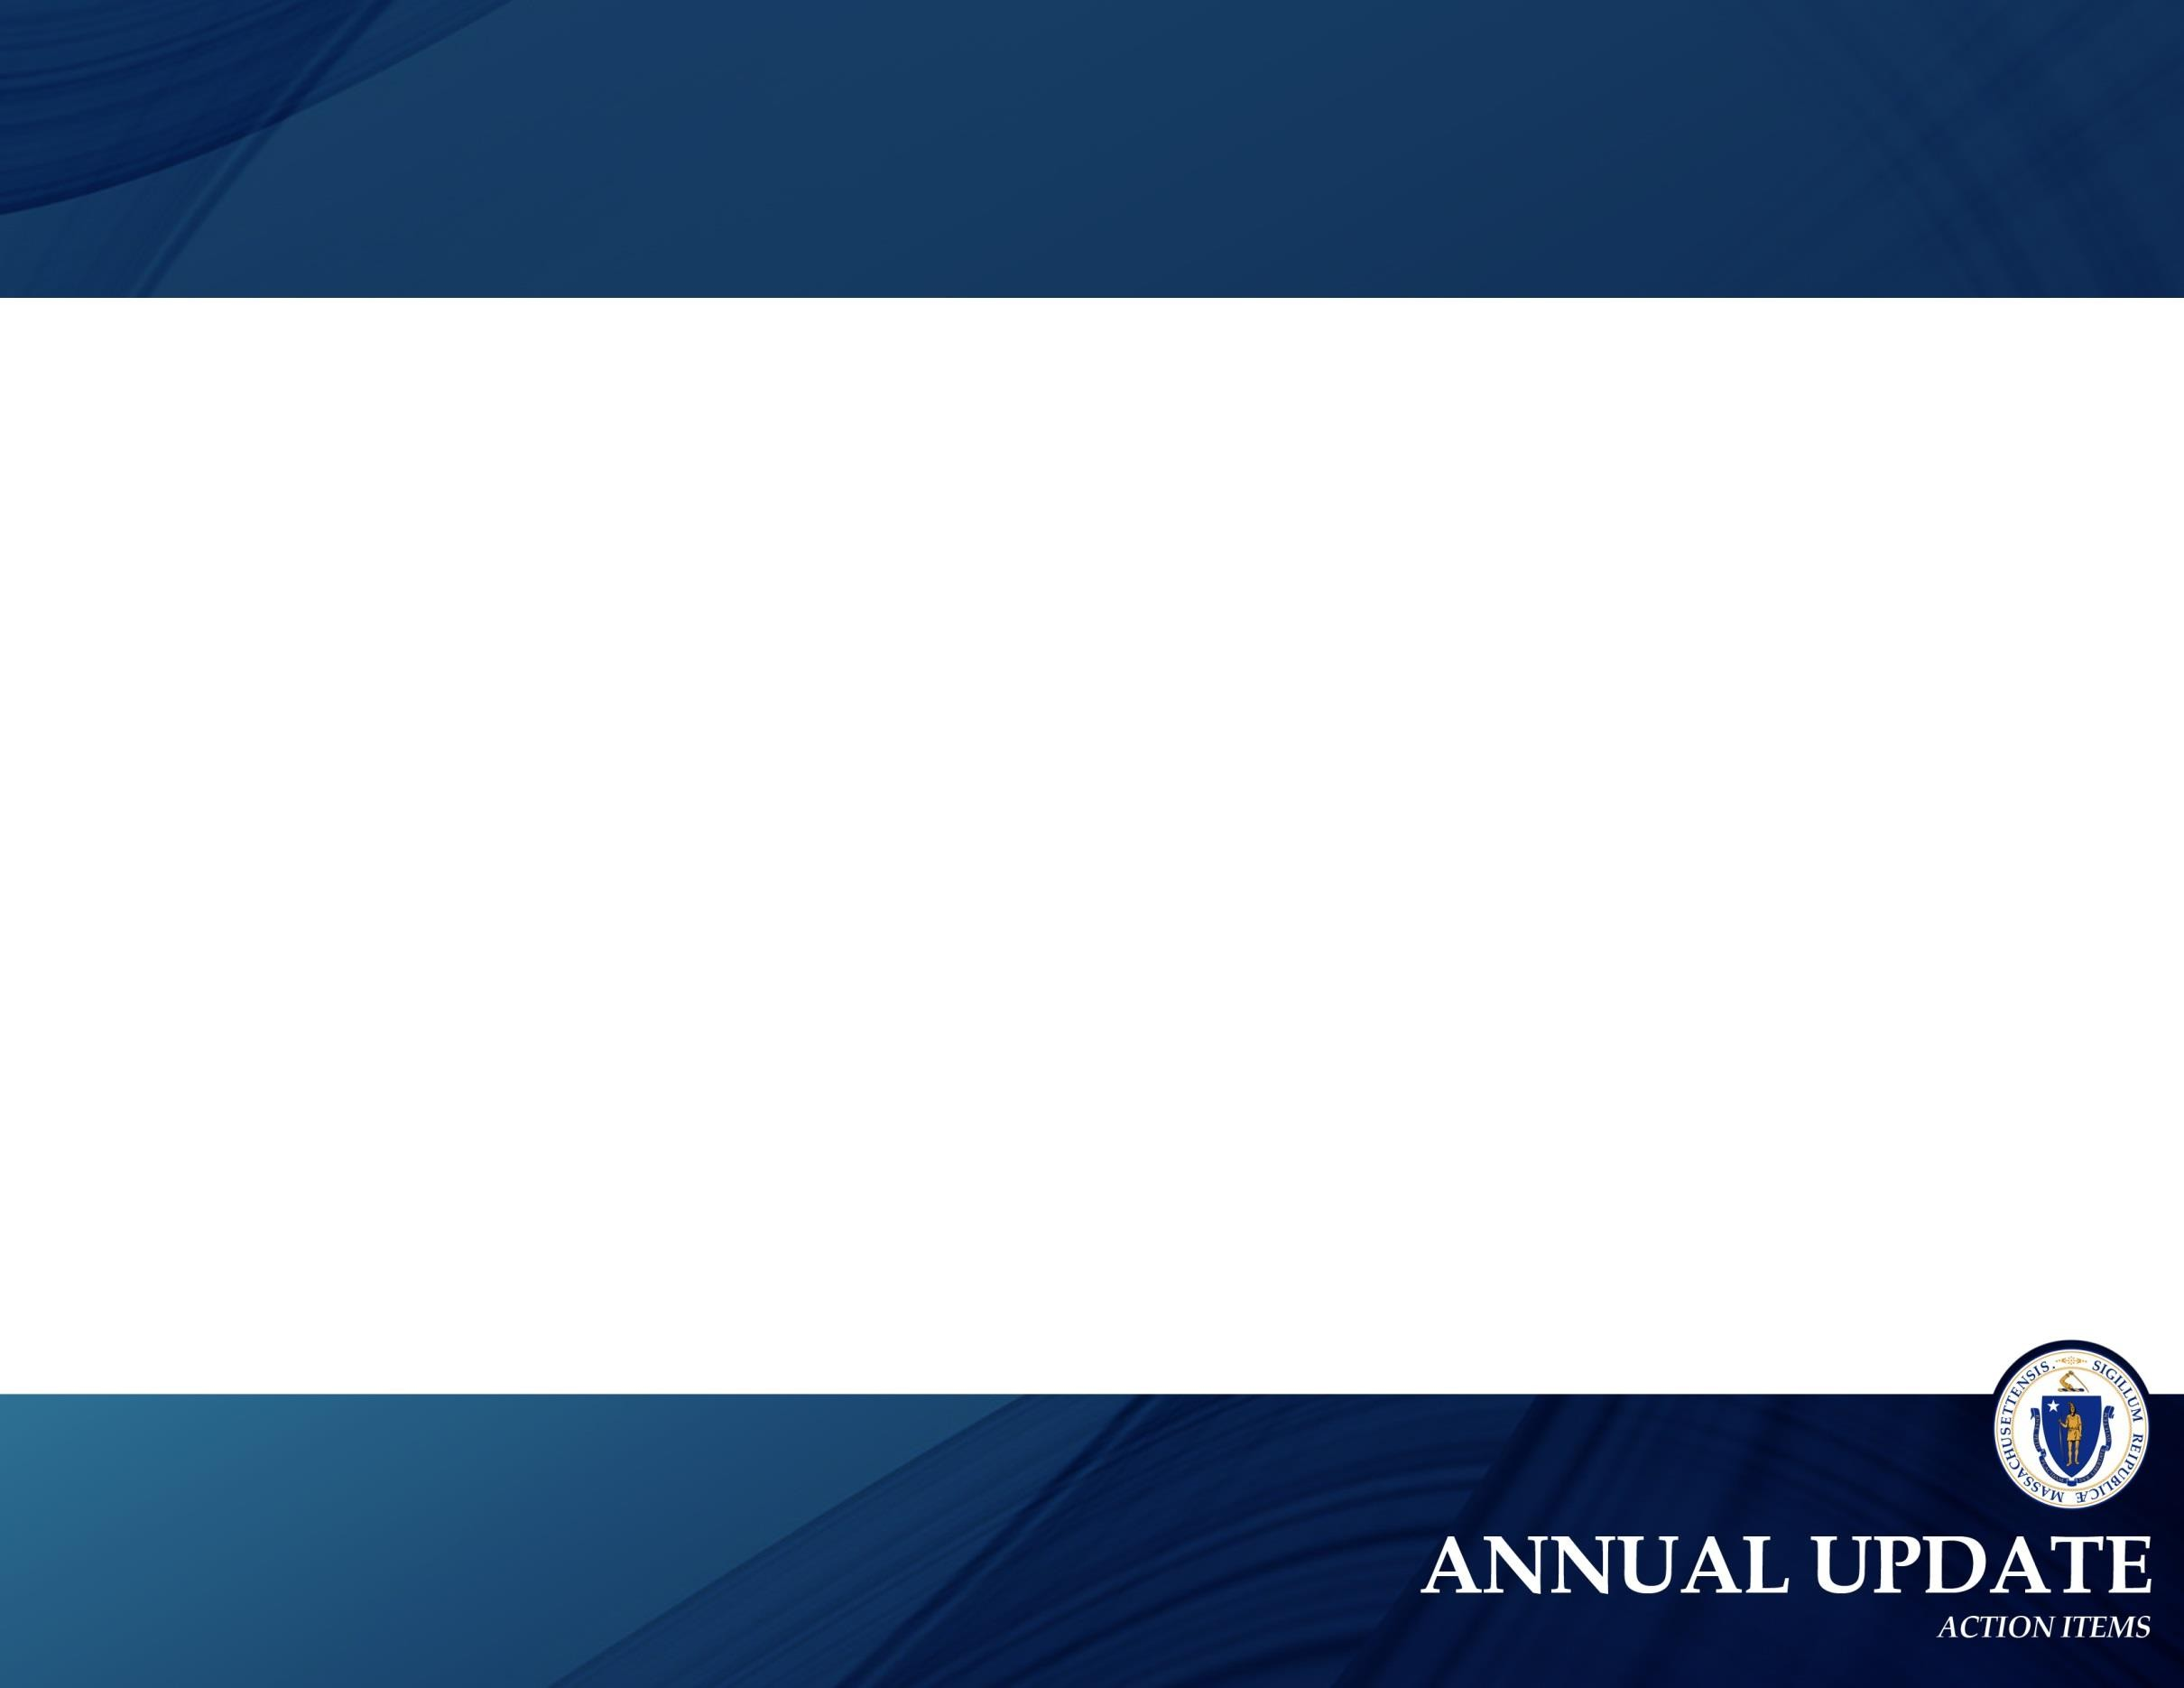 SIGILLUM REIPUBLICÆ MASSACHUSETTENSIS.
ANNUAL UPDATE
ACTION ITEMS